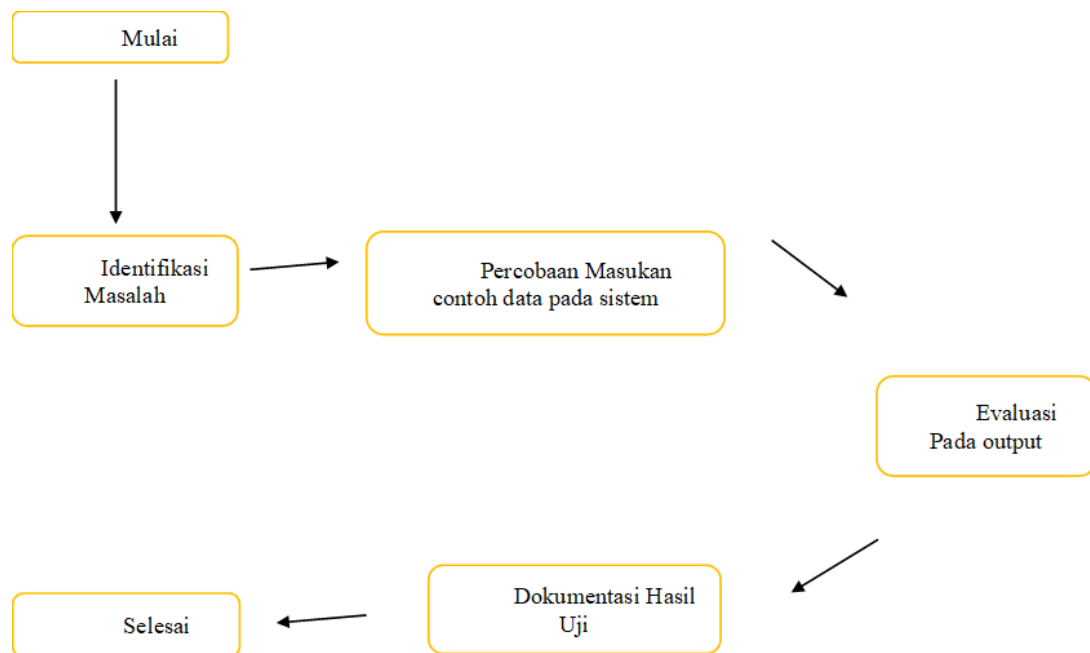 Mulai
Identifikasi
Masalah
Percobaan Masukan
contoh data pada sistem
Evaluasi
Pada output
Dokumentasi Hasil
Uji
Selesai